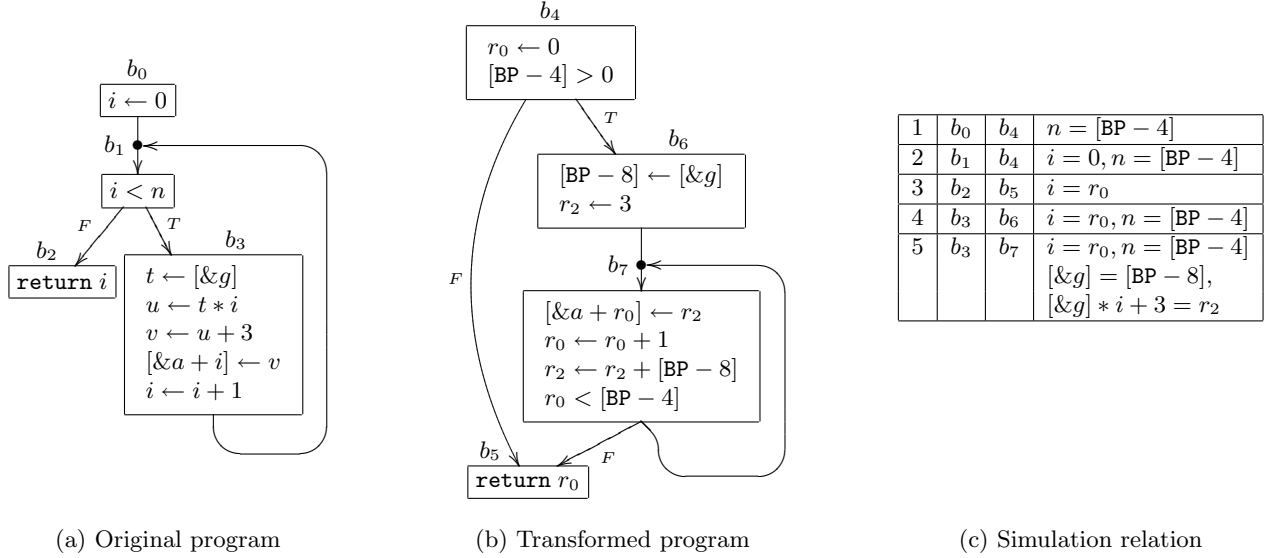 b₀
i ← 0
b₁
i < n
F
T
b₂
return i
b₃
t ← [&g]
u ← t ∗ i
v ← u + 3
[&a + i] ← v
i ← i + 1
(a) Original program
b₄
r₀ ← 0
[BP − 4] > 0
T
F
b₆
[BP − 8] ← [&g]
r₂ ← 3
b₇
[&a + r₀] ← r₂
r₀ ← r₀ + 1
r₂ ← r₂ + [BP − 8]
r₀ < [BP − 4]
F
b₅
return r₀
(b) Transformed program
1 b₀ b₄ n = [BP − 4]
2 b₁ b₄ i = 0, n = [BP − 4]
3 b₂ b₅ i = r₀
4 b₃ b₆ i = r₀, n = [BP − 4]
5 b₃ b₇ i = r₀, n = [BP − 4]
[&g] = [BP − 8],
[&g] ∗ i + 3 = r₂
(c) Simulation relation